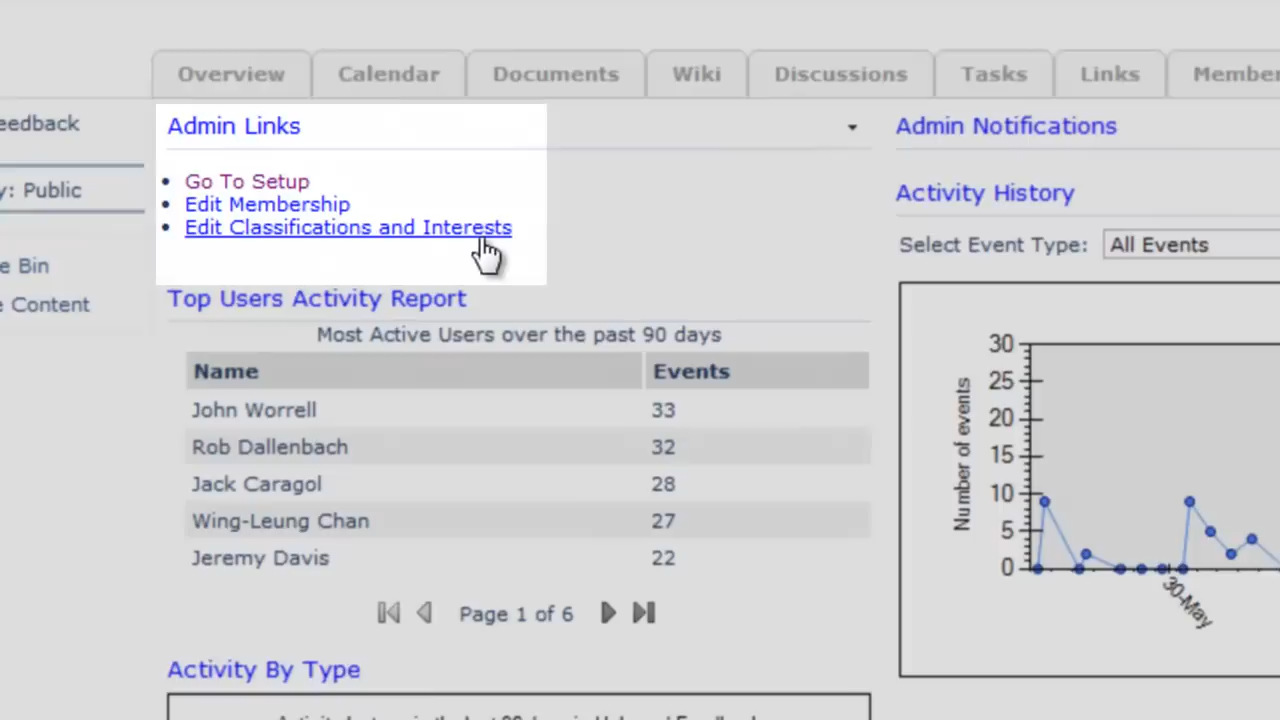 Overview Calendar Documents Wiki Discussions Tasks Links
eedback
y: Public
e Bin
e Content
Admin Links
Go To Setup
Edit Membership
Edit Classifications and Interests
Top Users Activity Report
Most Active Users over the past 90 days
Name Events
John Worrell 33
Rob Dallenbach 32
Jack Caragol 28
Wing-Leung Chan 27
Jeremy Davis 22
Page 1 of 6
Activity By Type
Admin Notifications
Activity History
Select Event Type: All Events
Number of events
30
25
20
15
10
5
0
30-May